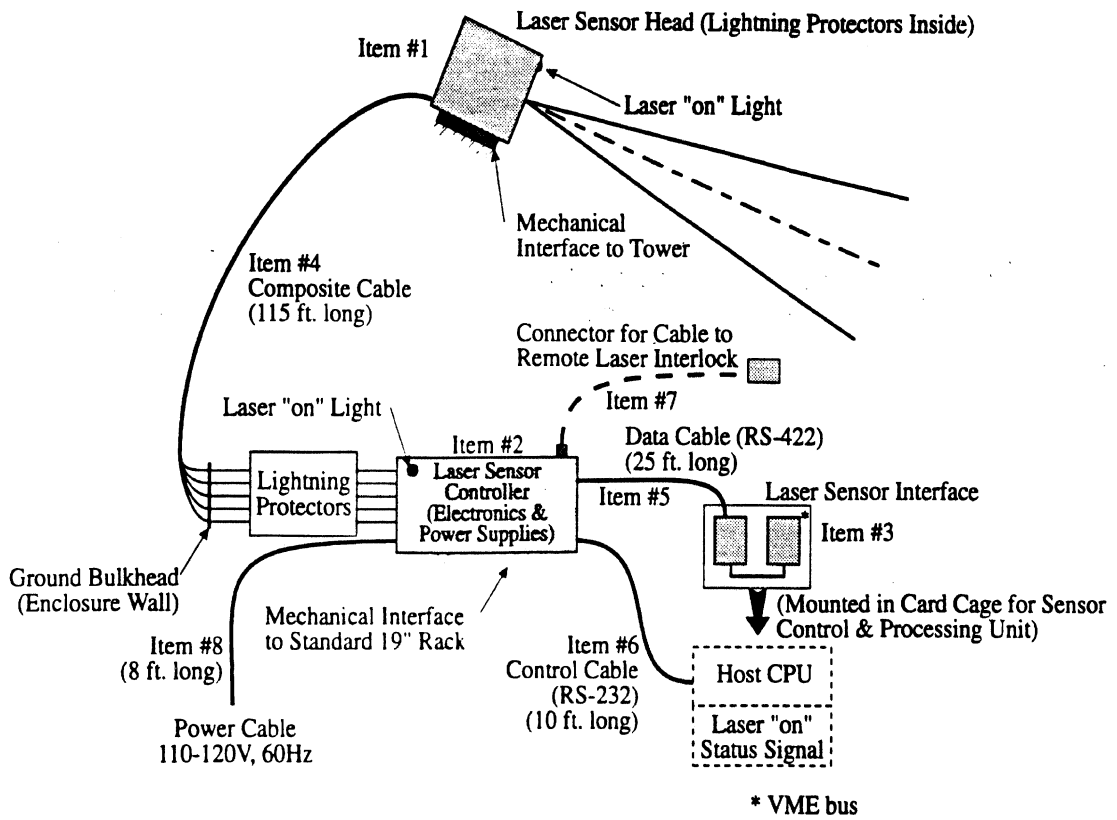 Laser Sensor Head (Lightning Protectors Inside)
Item #1
Laser "on" Light
Mechanical
Interface to Tower
Item #4
Composite Cable
(115 ft. long)
Connector for Cable to
Remote Laser Interlock
Item #7
Laser "on" Light
Item #2
Data Cable (RS-422)
(25 ft. long)
Lightning
Protectors
Laser Sensor
Controller
(Electronics &
Power Supplies)
Item #5
Laser Sensor Interface
*
Item #3
Ground Bulkhead
(Enclosure Wall)
Mechanical Interface
to Standard 19" Rack
(Mounted in Card Cage for Sensor
Control & Processing Unit)
Item #8
(8 ft. long)
Item #6
Control Cable
(RS-232)
(10 ft. long)
Host CPU
Laser "on"
Status Signal
Power Cable
110-120V, 60Hz
* VME bus